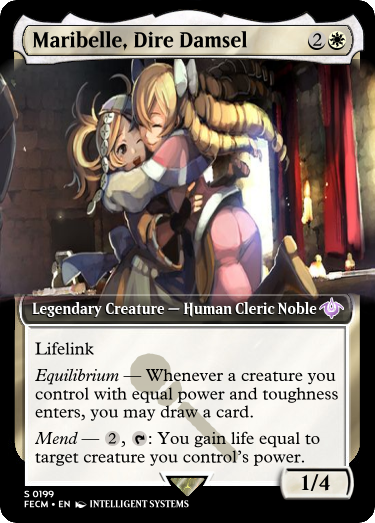 Maribelle, Dire Damsel 2
Legendary Creature — Human Cleric Noble
Lifelink
Equilibrium — Whenever a creature you
control with equal power and toughness
enters, you may draw a card.
Mend — 2, T: You gain life equal to
target creature you control's power.
1/4
S 0199
FECM • EN INTELLIGENT SYSTEMS